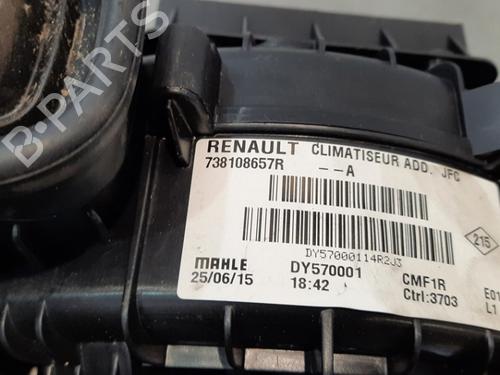 B-PARTS
RENAULT CLIMATISEUR ADD. JFC
738108657R --A
215
DY57000114R2J3
MAHLE DY570001 CMF1R E01
25/06/15 18:42 Ctrl:3703 L1